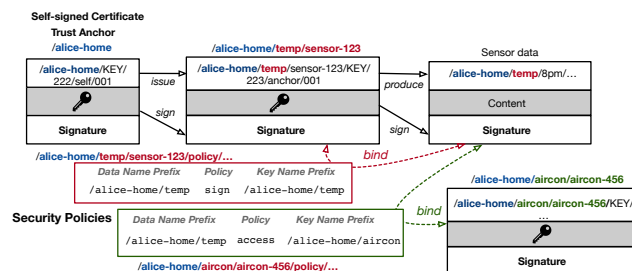 Self-signed Certificate
Trust Anchor
/alice-home
/alice-home/KEY/
222/self/001
Signature
issue
sign
/alice-home/temp/sensor-123
/alice-home/temp/sensor-123/KEY/
223/anchor/001
Signature
produce
sign
Sensor data
/alice-home/temp/8pm/...
Content
Signature
/alice-home/temp/sensor-123/policy/...
bind
Data Name Prefix Policy Key Name Prefix
/alice-home/temp sign /alice-home/temp
Security Policies
Data Name Prefix Policy Key Name Prefix
/alice-home/temp access /alice-home/aircon
/alice-home/aircon/aircon-456/policy/...
bind
/alice-home/aircon/aircon-456
/alice-home/aircon/aircon-456/KEY/
...
Signature